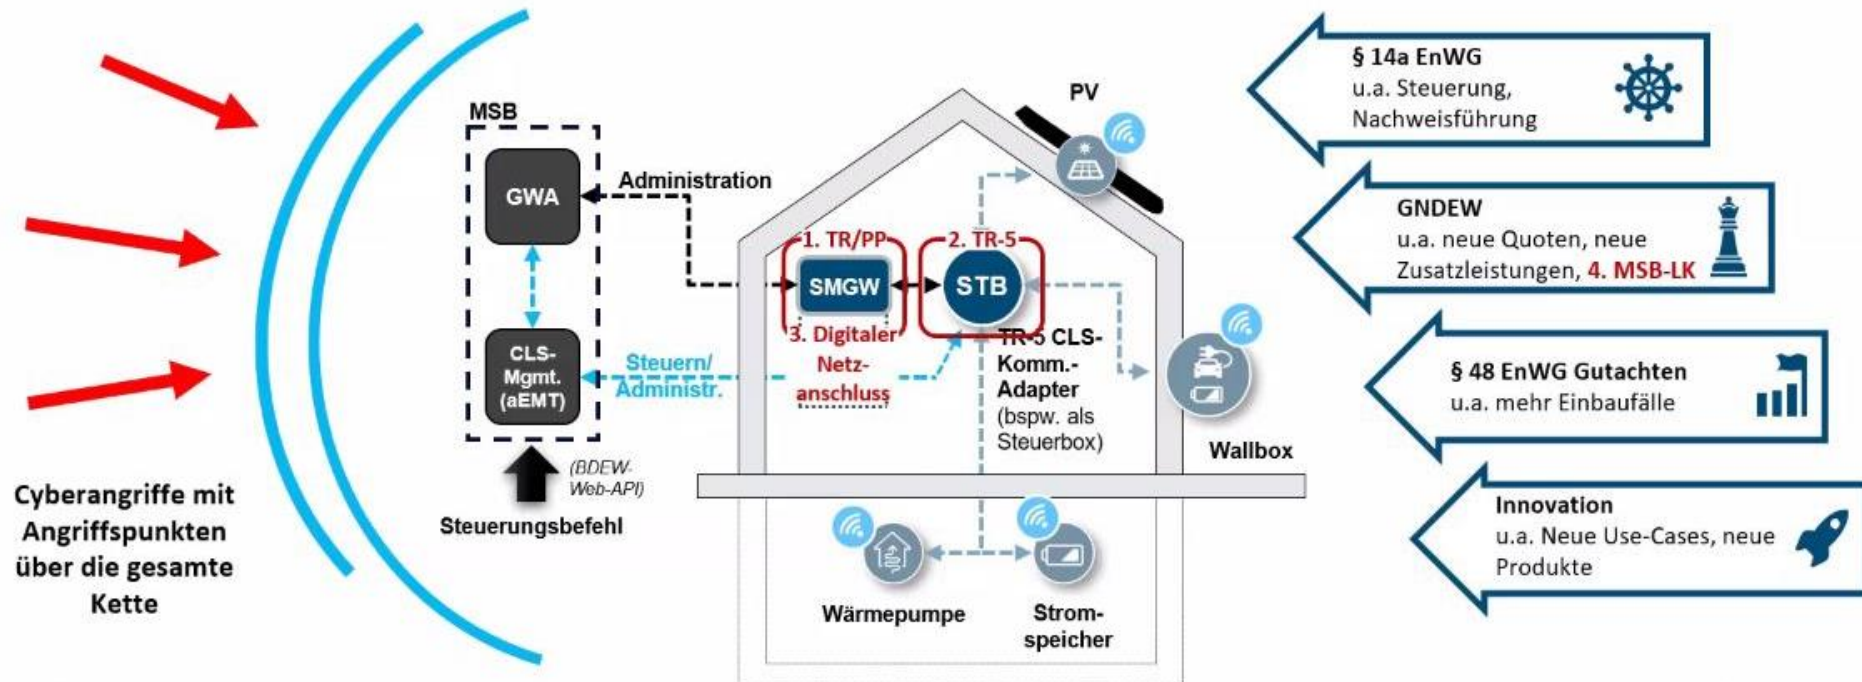 MSB
GWA
Administration
CLS-
Mgmt.
(aEMT)
Steuern/
Administr.
(BDEW-
Web-API)
Steuerungsbefehl
Cyberangriffe mit
Angriffspunkten
über die gesamte
Kette
PV
1. TR/PP
SMGW
2. TR-5
STB
3. Digitaler
Netz-
anschluss
TR-5 CLS-
Komm.-
Adapter
(bspw. als
Steuerbox)
Wallbox
Wärmepumpe
Strom-
speicher
§ 14a EnWG
u.a. Steuerung,
Nachweisführung
GNDEW
u.a. neue Quoten, neue
Zusatzleistungen, 4. MSB-LK
§ 48 EnWG Gutachten
u.a. mehr Einbaufälle
Innovation
u.a. Neue Use-Cases, neue
Produkte